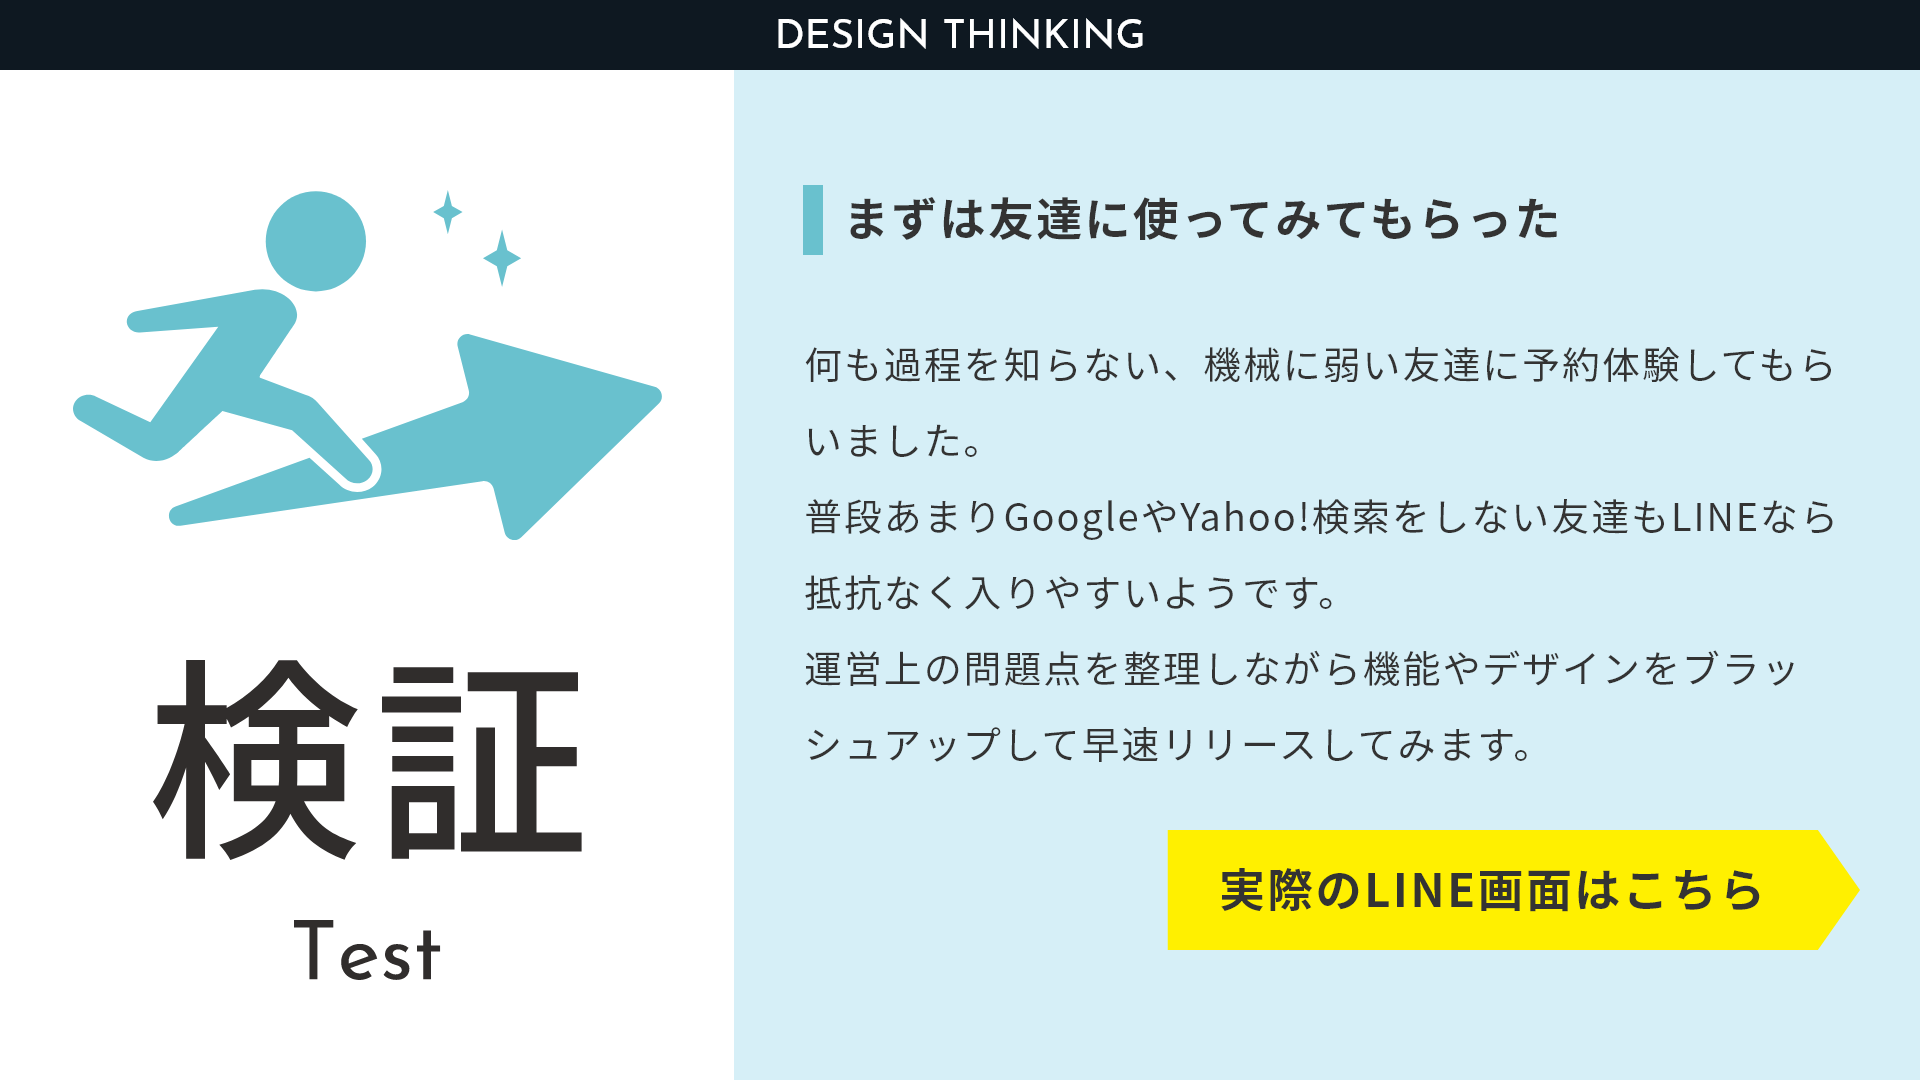 DESIGN THINKING
検証
Test
まずは友達に使ってみてもらった
何も過程を知らない、機械に弱い友達に予約体験してもら
いました。
普段あまりGoogleやYahoo!検索をしない友達もLINEなら
抵抗なく入りやすいようです。
運営上の問題点を整理しながら機能やデザインをブラッ
シュアップして早速リリースしてみます。
実際のLINE画面はこちら